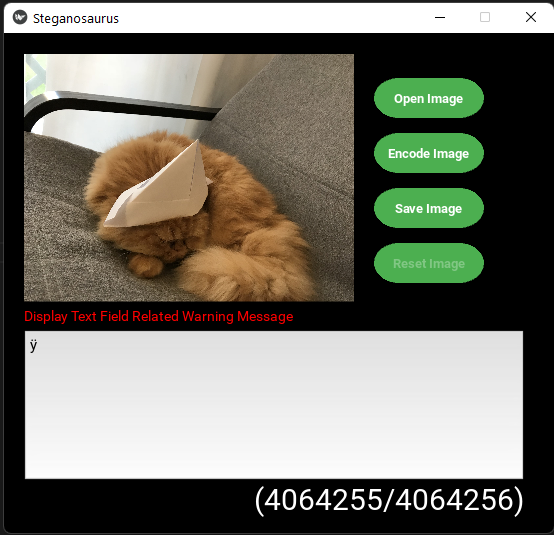 Steganosaurus
Open Image
Encode Image
Save Image
Reset Image
Display Text Field Related Warning Message
ÿ
(4064255/4064256)